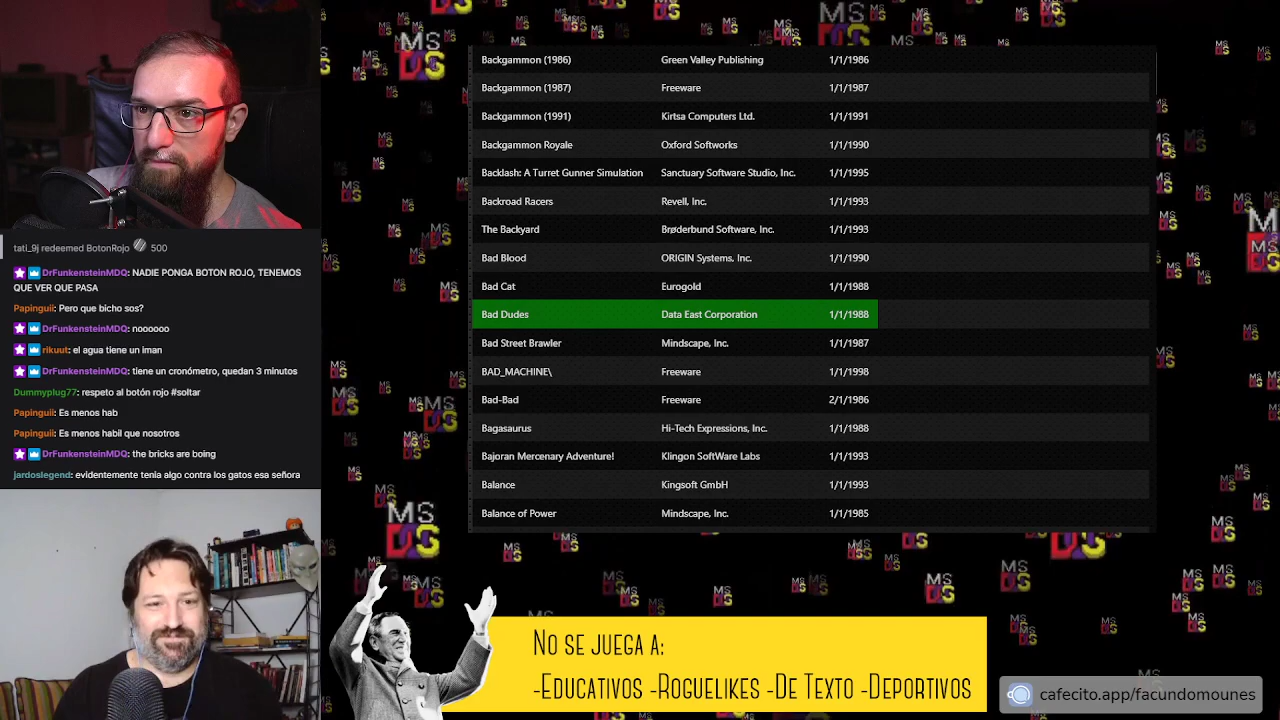 tati_9j redeemed BotonRojo 500
DrFunkensteinMDQ: NADIE PONGA BOTON ROJO, TENEMOS
QUE VER QUE PASA
Papinguii: Pero que bicho sos?
DrFunkensteinMDQ: noooooo
rikuut: el agua tiene un iman
DrFunkensteinMDQ: tiene un cronómetro, quedan 3 minutos
Dummyplug77: respeto al botón rojo #soltar
Papinguii: Es menos hab
Papinguii: Es menos habil que nosotros
DrFunkensteinMDQ: the bricks are being
jardoslegend: evidentemente tenía algo contra los gatos esa señora
Backgammon (1986) Green Valley Publishing 1/1/1986
Backgammon (1987) Freeware 1/1/1987
Backgammon (1991) Kirtsa Computers Ltd. 1/1/1991
Backgammon Royale Oxford Softworks 1/1/1990
Backlash: A Turret Gunner Simulation Sanctuary Software Studio, Inc. 1/1/1995
Backroad Racers Revell, Inc. 1/1/1993
The Backyard Brøderbund Software, Inc. 1/1/1993
Bad Blood ORIGIN Systems, Inc. 1/1/1990
Bad Cat Eurogold 1/1/1988
Bad Dudes Data East Corporation 1/1/1988
Bad Street Brawler Mindscape, Inc. 1/1/1987
BAD_MACHINE\ Freeware 1/1/1998
Bad-Bad Freeware 2/1/1986
Bagasaurus Hi-Tech Expressions, Inc. 1/1/1988
Bajoran Mercenary Adventure! Klingon SoftWare Labs 1/1/1993
Balance Kingsoft GmbH 1/1/1993
Balance of Power Mindscape, Inc. 1/1/1985
No se juega a:
-Educativos -Roguelikes -De Texto -Deportivos
cafecito.app/facundomounes